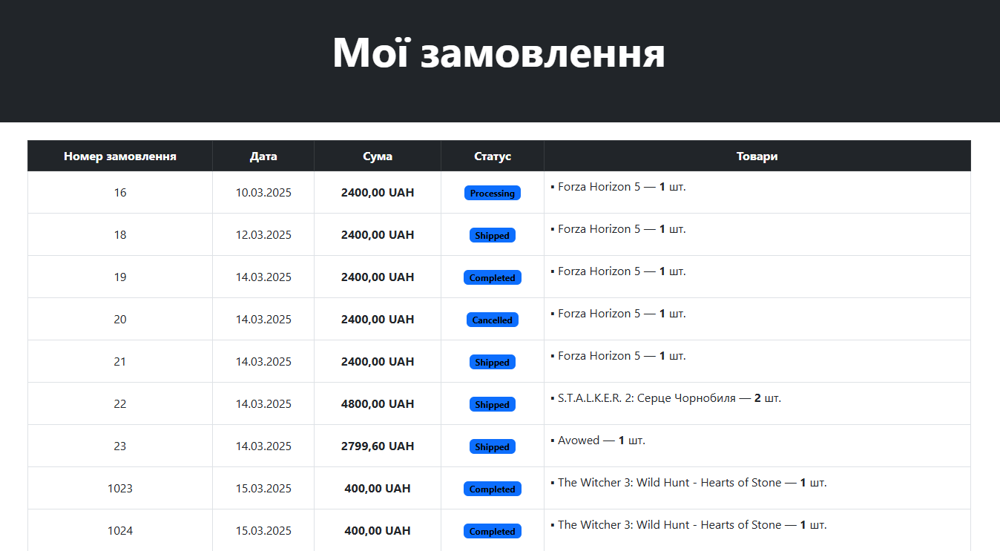 Мої замовлення
Номер замовлення Дата Сума Статус Товари
16 10.03.2025 2400,00 UAH Processing ▪ Forza Horizon 5 — 1 шт.
18 12.03.2025 2400,00 UAH Shipped ▪ Forza Horizon 5 — 1 шт.
19 14.03.2025 2400,00 UAH Completed ▪ Forza Horizon 5 — 1 шт.
20 14.03.2025 2400,00 UAH Cancelled ▪ Forza Horizon 5 — 1 шт.
21 14.03.2025 2400,00 UAH Shipped ▪ Forza Horizon 5 — 1 шт.
22 14.03.2025 4800,00 UAH Shipped ▪ S.T.A.L.K.E.R. 2: Серце Чорнобиля — 2 шт.
23 14.03.2025 2799,60 UAH Shipped ▪ Avowed — 1 шт.
1023 15.03.2025 400,00 UAH Completed ▪ The Witcher 3: Wild Hunt - Hearts of Stone — 1 шт.
1024 15.03.2025 400,00 UAH Completed ▪ The Witcher 3: Wild Hunt - Hearts of Stone — 1 шт.